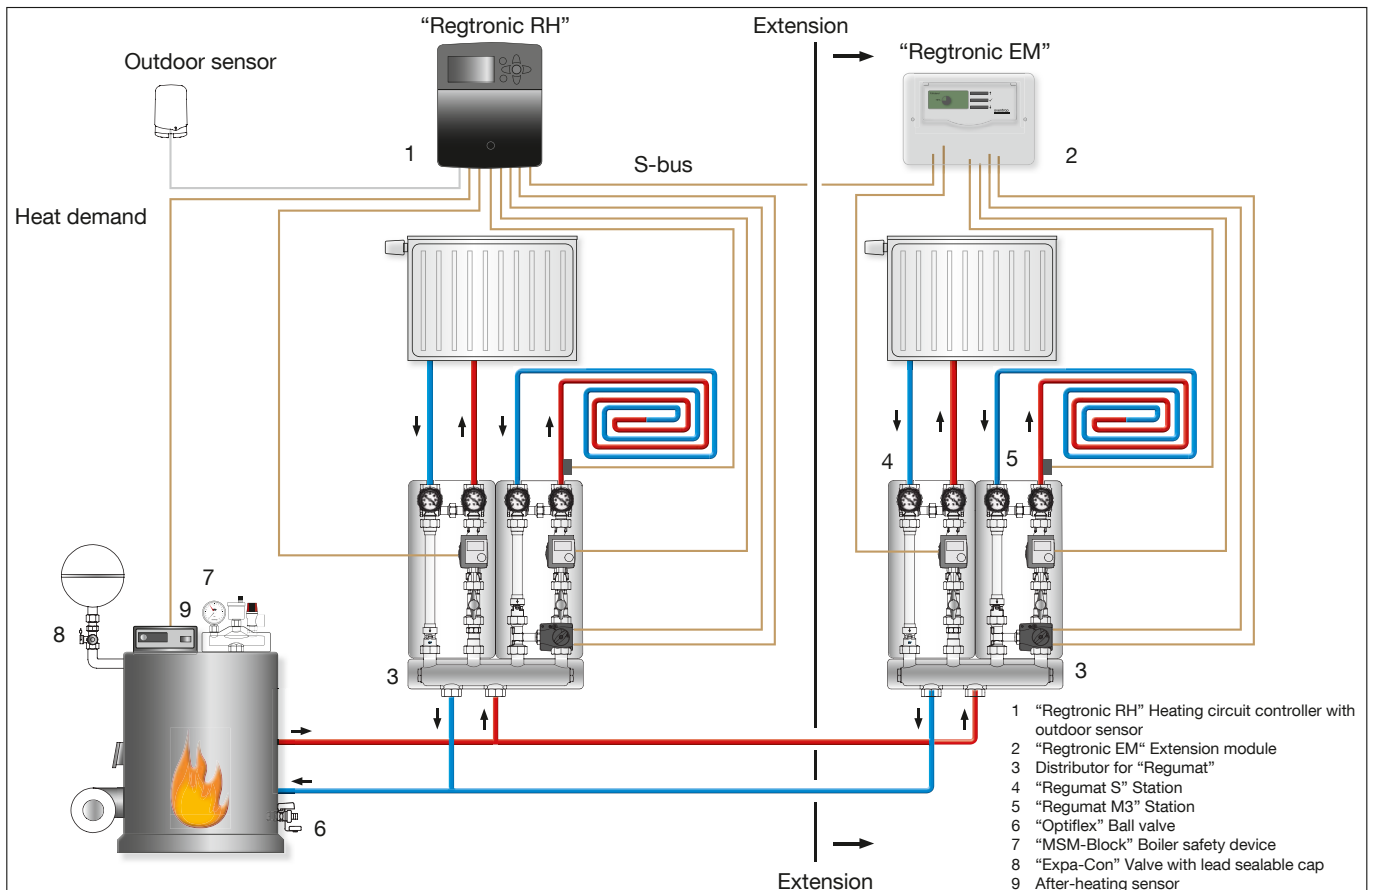 “Regtronic RH”
Extension
“Regtronic EM”
Outdoor sensor
1
S-bus
2
Heat demand
4
5
7
9
8
3
3
6
Extension
1 “Regtronic RH” Heating circuit controller with
outdoor sensor
2 “Regtronic EM“ Extension module
3 Distributor for “Regumat”
4 “Regumat S” Station
5 “Regumat M3” Station
6 “Optiflex” Ball valve
7 “MSM-Block” Boiler safety device
8 “Expa-Con” Valve with lead sealable cap
9 After-heating sensor